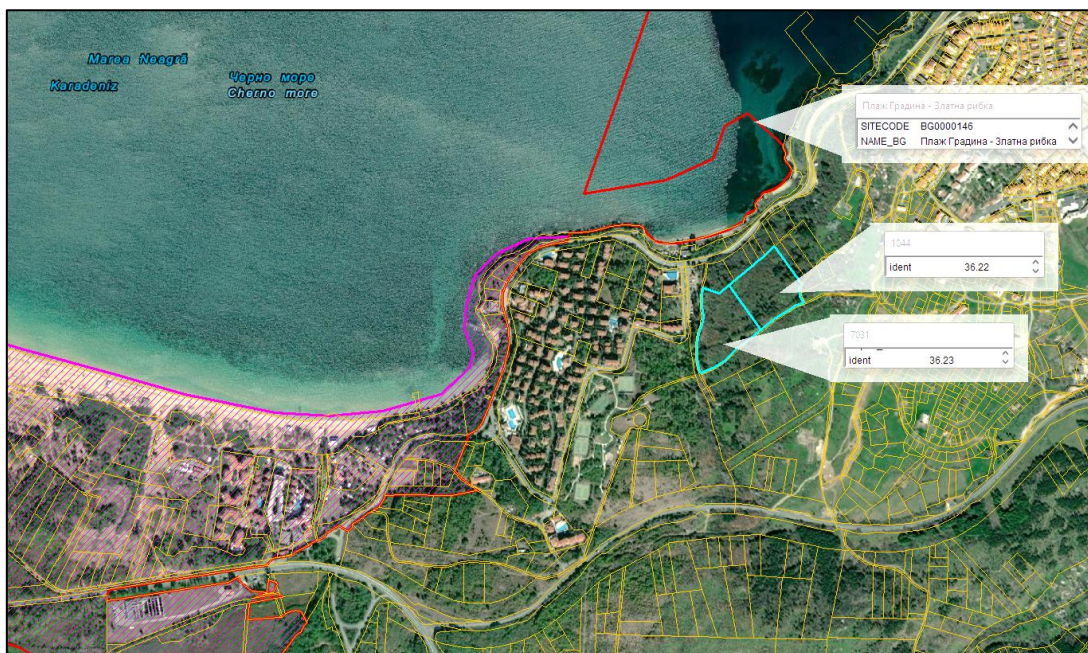 Marea Neagră
Karadeniz
Черно море
Cherno more
Плаж Градина - Златна рибка
SITECODE BG0000146
NAME_BG Плаж Градина - Златна рибка
1044
ident 36.22
7031
ident 36.23